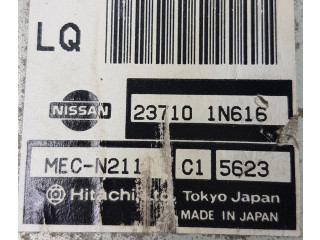 LQ
NISSAN
23710 1N616
MEC-N211 C1 5623
Hitachi, Ltd. Tokyo Japan
MADE IN JAPAN